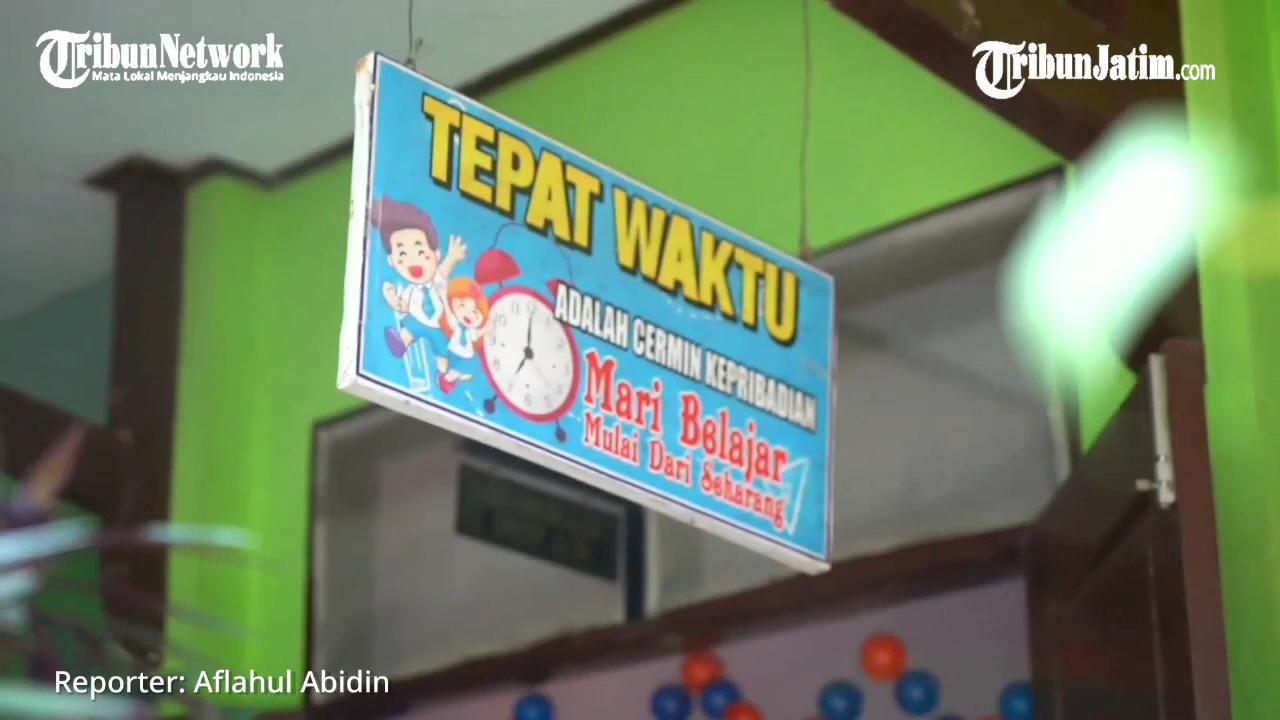 TribunNetwork
Mata Lokal Menjangkau Indonesia
TribunJatim.com
TEPAT WAKTU
ADALAH CERMIN KEPRIBADIAN
Mari Belajar
Mulai Dari Seharang
Reporter: Aflahul Abidin